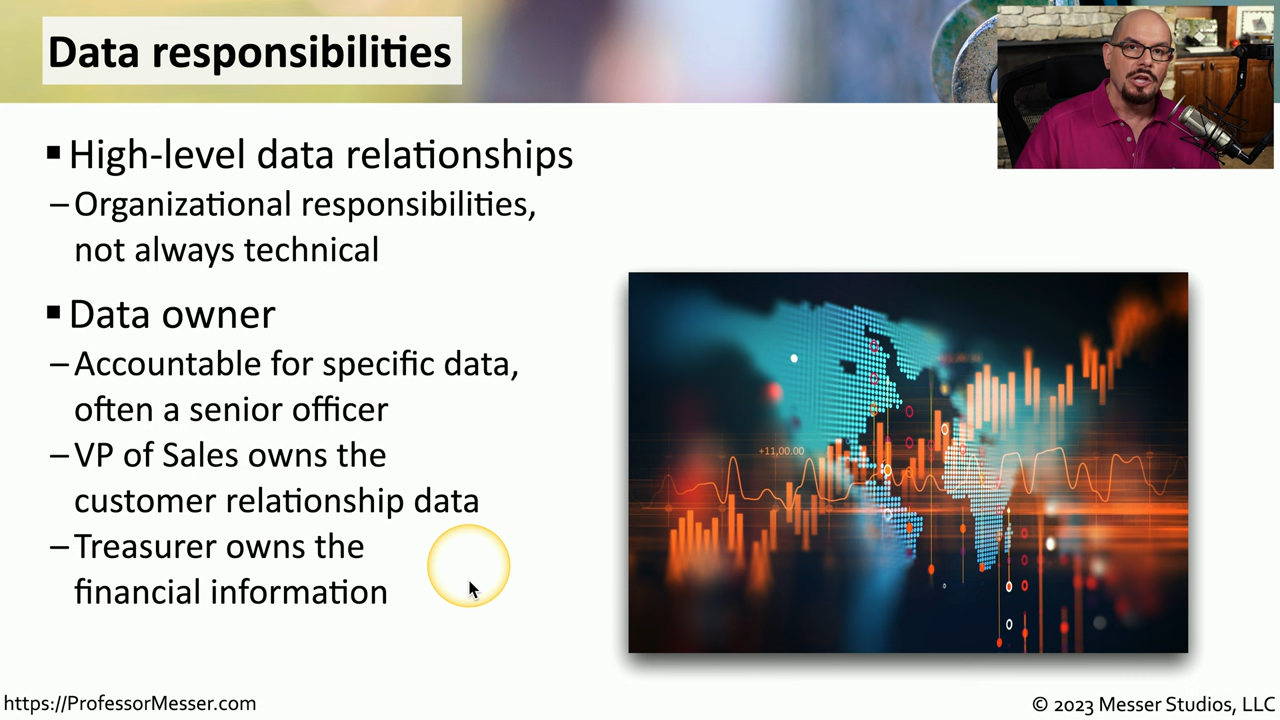 Data responsibilities
▪ High-level data relationships
– Organizational responsibilities,
not always technical
▪ Data owner
– Accountable for specific data,
often a senior officer
– VP of Sales owns the
customer relationship data
– Treasurer owns the
financial information
+11,00.00
https://ProfessorMesser.com
© 2023 Messer Studios, LLC